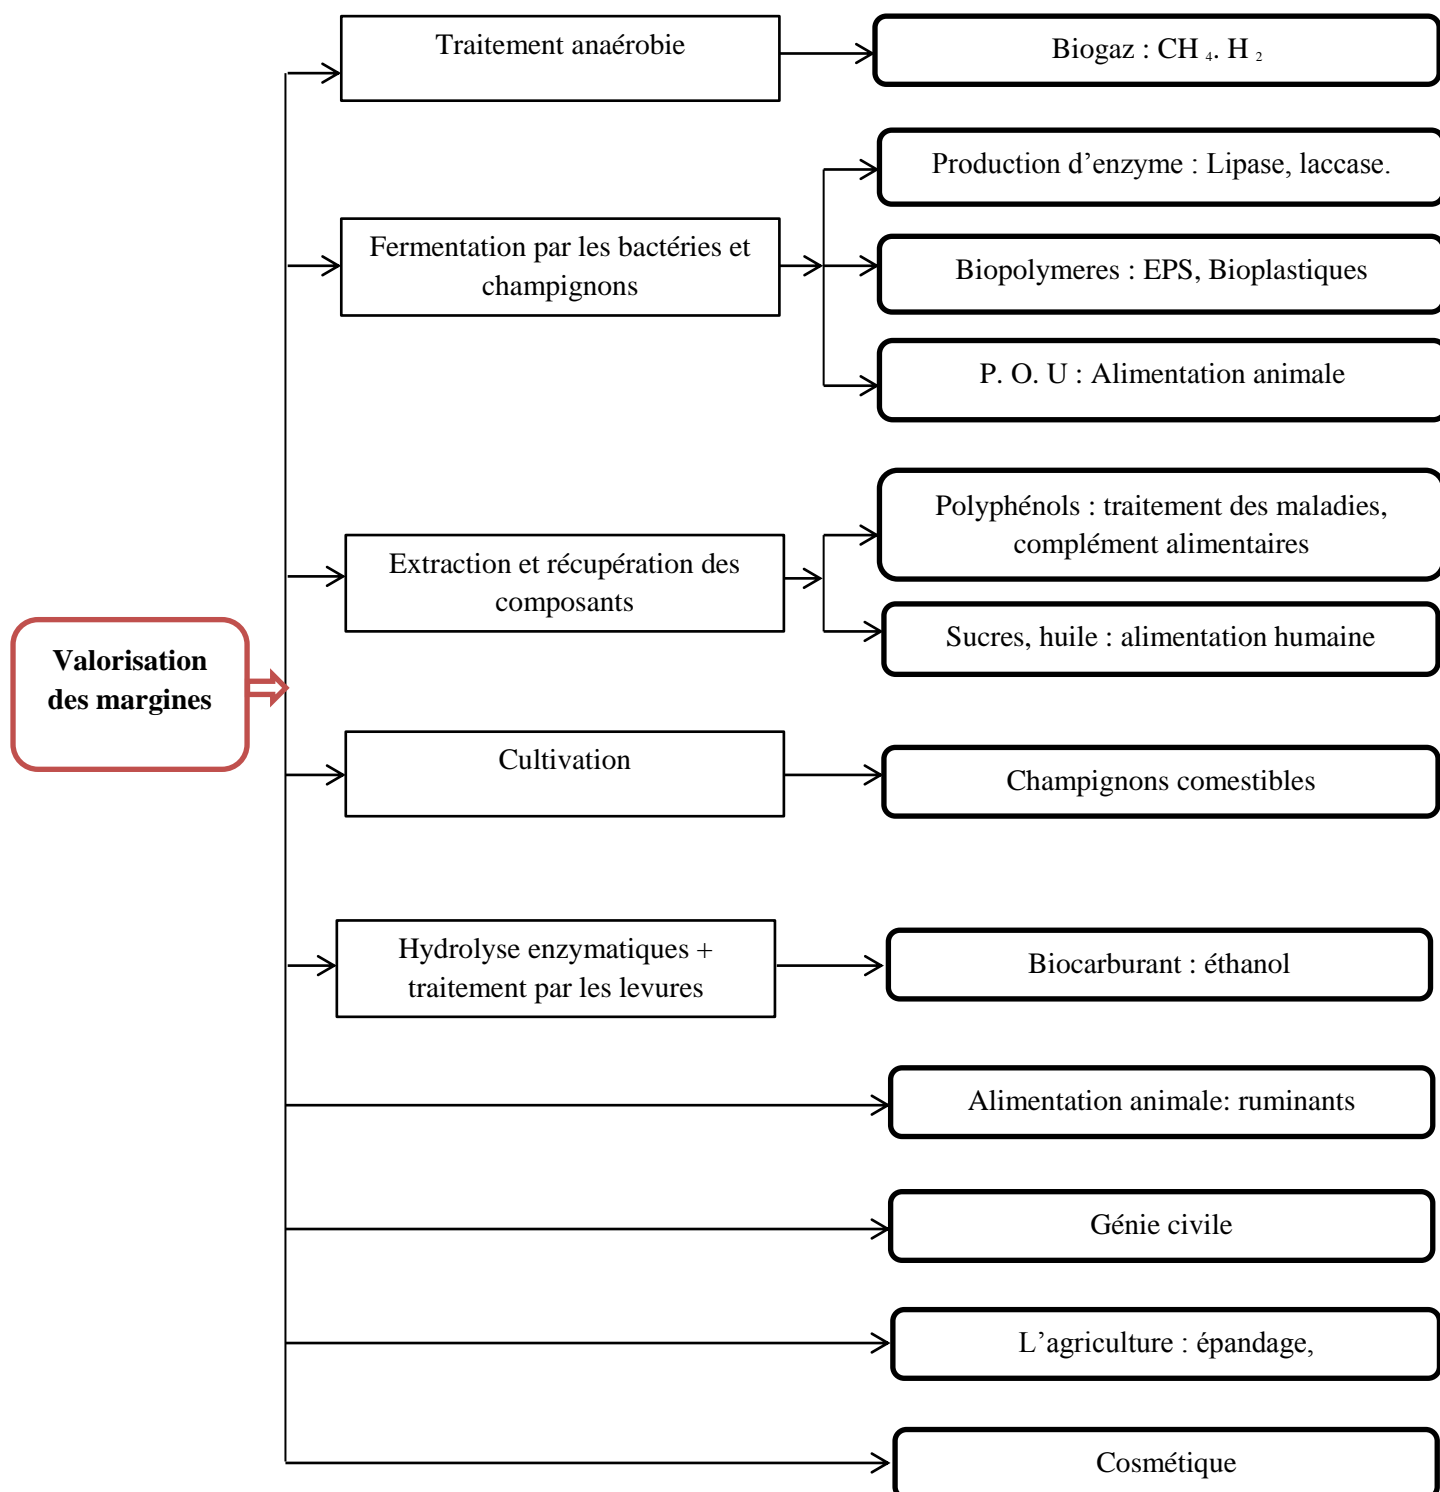 Traitement anaérobie
Biogaz : CH 4. H 2
Production d’enzyme : Lipase, laccase.
Fermentation par les bactéries et
champignons
Biopolymeres : EPS, Bioplastiques
P. O. U : Alimentation animale
Polyphénols : traitement des maladies,
complément alimentaires
Extraction et récupération des
composants
Sucres, huile : alimentation humaine
Valorisation
des margines
Cultivation
Champignons comestibles
Hydrolyse enzymatiques +
traitement par les levures
Biocarburant : éthanol
Alimentation animale: ruminants
Génie civile
L’agriculture : épandage,
Cosmétique